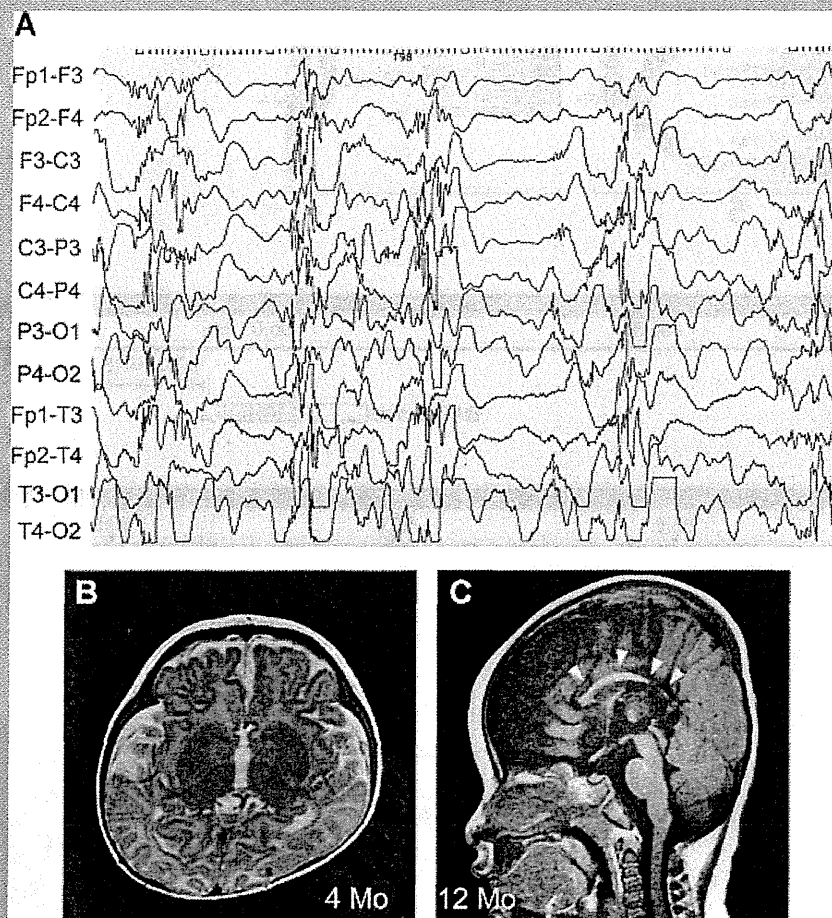 A
Fp1-F3
Fp2-F4
F3-C3
F4-C4
C3-P3
C4-P4
P3-O1
P4-O2
Fp1-T3
Fp2-T4
T3-O1
T4-O2
B
4 Mo
C
12 Mo